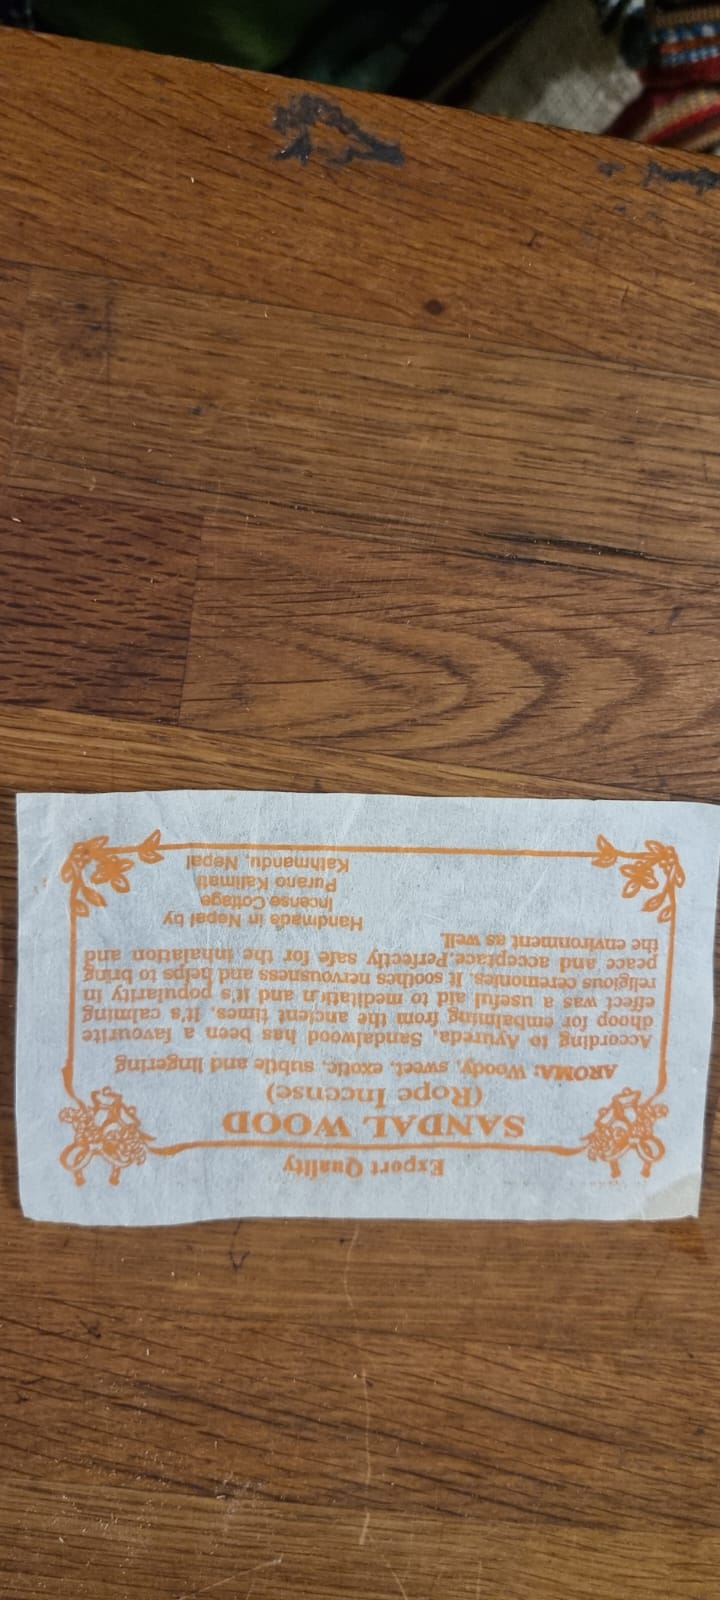 Export Quality
SANDAL WOOD
(Rope Incense)
AROMA: Woody, sweet, exotic, subtle and lingering
According to Ayureda, Sandalwood has been a favourite
dhoop for embalming from the ancient times, it's calming
effect was a useful aid to meditation and it's popularity in
religious ceremonies. It soothes nervousness and helps to bring
peace and acceptace.Perfectly safe for the inhalation and
the environment as well.
Handmade in Nepal by
Incense Cottage
Purano Kalimati
Kathmandu, Nepal